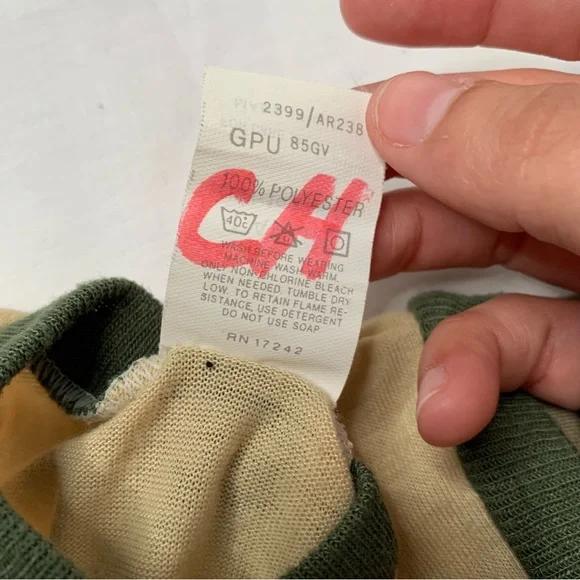 2399/AR238
GPU 85GV
100% POLYESTER
CH
40c
WASH BEFORE WEARING
MACHINE WASH WARM
ONLY NON-CHLORINE BLEACH
WHEN NEEDED. TUMBLE DRY
LOW. TO RETAIN FLAME RE-
SISTANCE, USE DETERGENT
DO NOT USE SOAP
RN 17242